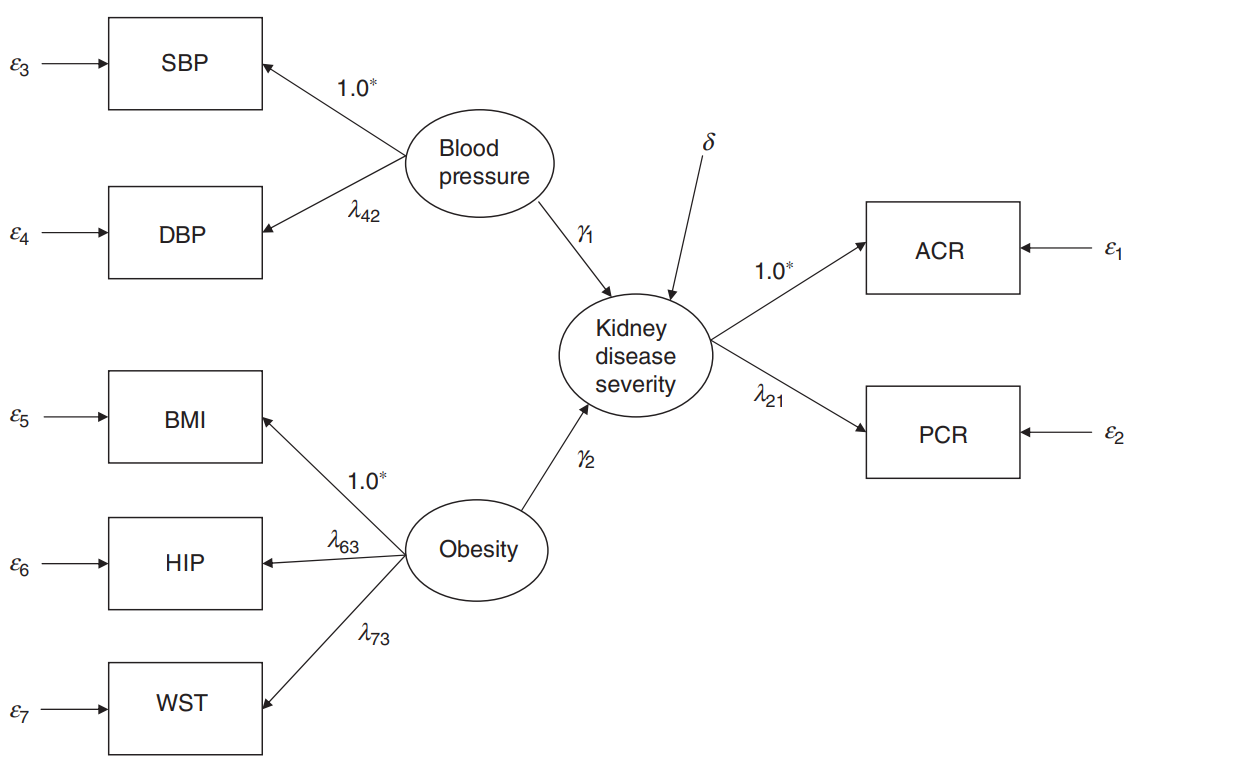 SBP
ε3
1.0*
Blood
pressure
DBP
ε4
λ42
δ
γ1
ACR
ε1
1.0*
Kidney
disease
severity
λ21
PCR
ε2
BMI
ε5
1.0*
γ2
HIP
ε6
λ63
Obesity
λ73
WST
ε7